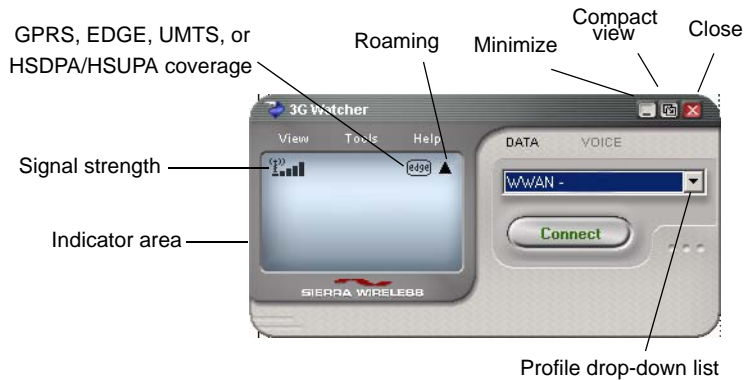 GPRS, EDGE, UMTS, or
HSDPA/HSUPA coverage
Roaming
Minimize
Compact
view
Close
3G Watcher
View Tools Help
DATA VOICE
Signal strength
edge
WWAN -
Indicator area
Connect
SIERRA WIRELESS
Profile drop-down list